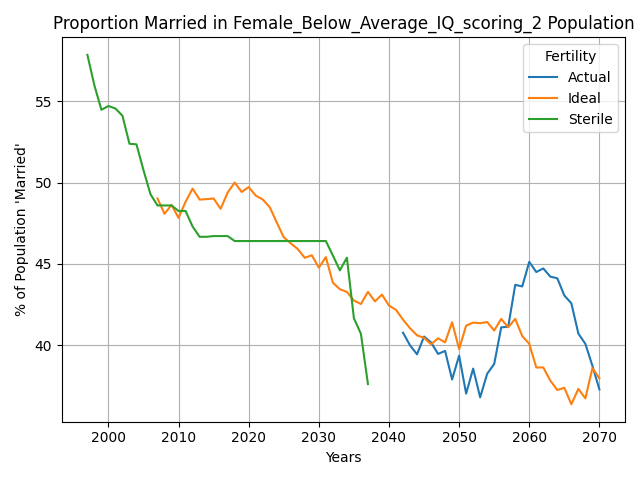 Proportion Married in Female_Below_Average_IQ_scoring_2 Population
% of Population 'Married'
55
50
45
40
Fertility
Actual
Ideal
Sterile
2000 2010 2020 2030 2040 2050 2060 2070
Years